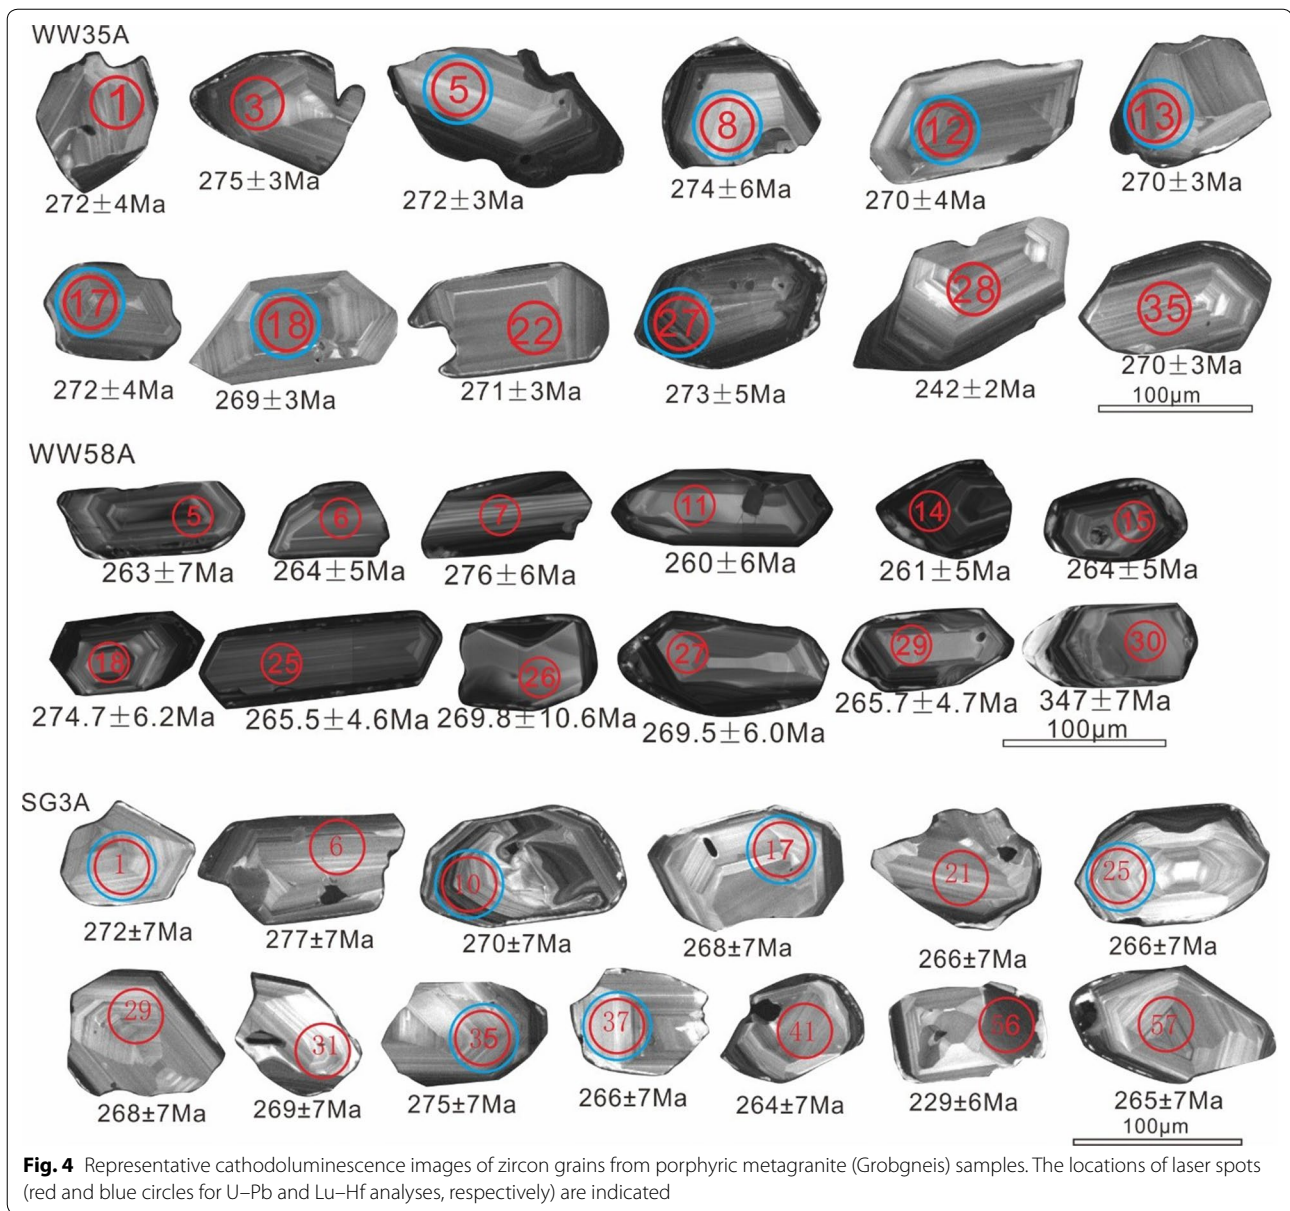 WW35A
1 3 5 8 12 13
272±4Ma 275±3Ma 272±3Ma 274±6Ma 270±4Ma 270±3Ma
17 18 22 27 28 35
272±4Ma 269±3Ma 271±3Ma 273±5Ma 242±2Ma 270±3Ma
100μm
WW58A
5 6 7 11 14 15
263±7Ma 264±5Ma 276±6Ma 260±6Ma 261±5Ma 264±5Ma
18 25 26 27 29 30
274.7±6.2Ma 265.5±4.6Ma 269.8±10.6Ma 269.5±6.0Ma 265.7±4.7Ma 347±7Ma
100μm
SG3A
1 6 10 17 21 25
272±7Ma 277±7Ma 270±7Ma 268±7Ma 266±7Ma 266±7Ma
29 31 35 37 41 56 57
268±7Ma 269±7Ma 275±7Ma 266±7Ma 264±7Ma 229±6Ma 265±7Ma
100μm
Fig. 4 Representative cathodoluminescence images of zircon grains from porphyric metagranite (Grobgneis) samples. The locations of laser spots
(red and blue circles for U–Pb and Lu–Hf analyses, respectively) are indicated